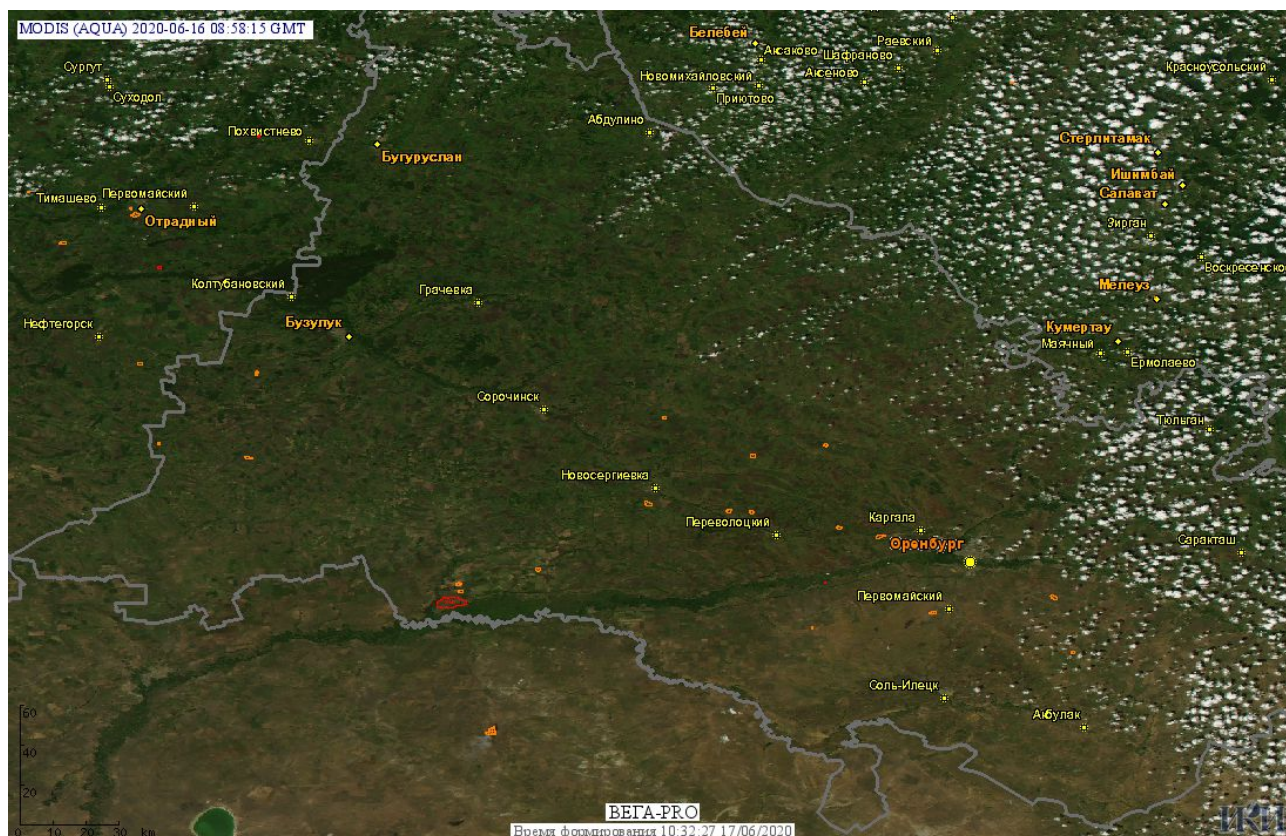 MODIS (AQUA) 2020-06-16 08:58:15 GMT
Белебей
Аксаково
Раевский
Шафраново
Сургут
Новомихайловский
Аксеново
Красноусольский
Суходол
Приютово
Абдулино
Похвистнево
Стерлитамак
Бугуруслан
Ишимбай
Тимашево
Первомайский
Салават
Отрадный
Зирган
Воскресенско
Колтубановский
Грачевка
Мелеуз
Нефтегорск
Бузулук
Кумертау
Маячный
Ермолаево
Сорочинск
Тюльган
Новосергиевка
Переволоцкий
Каргала
Оренбург
Саракташ
Первомайский
Соль-Илецк
Акбулак
60
40
20
0 10 20 30 km
ВЕГА-PRO
Время формирования 10:32:27 17/06/2020
ИКИ